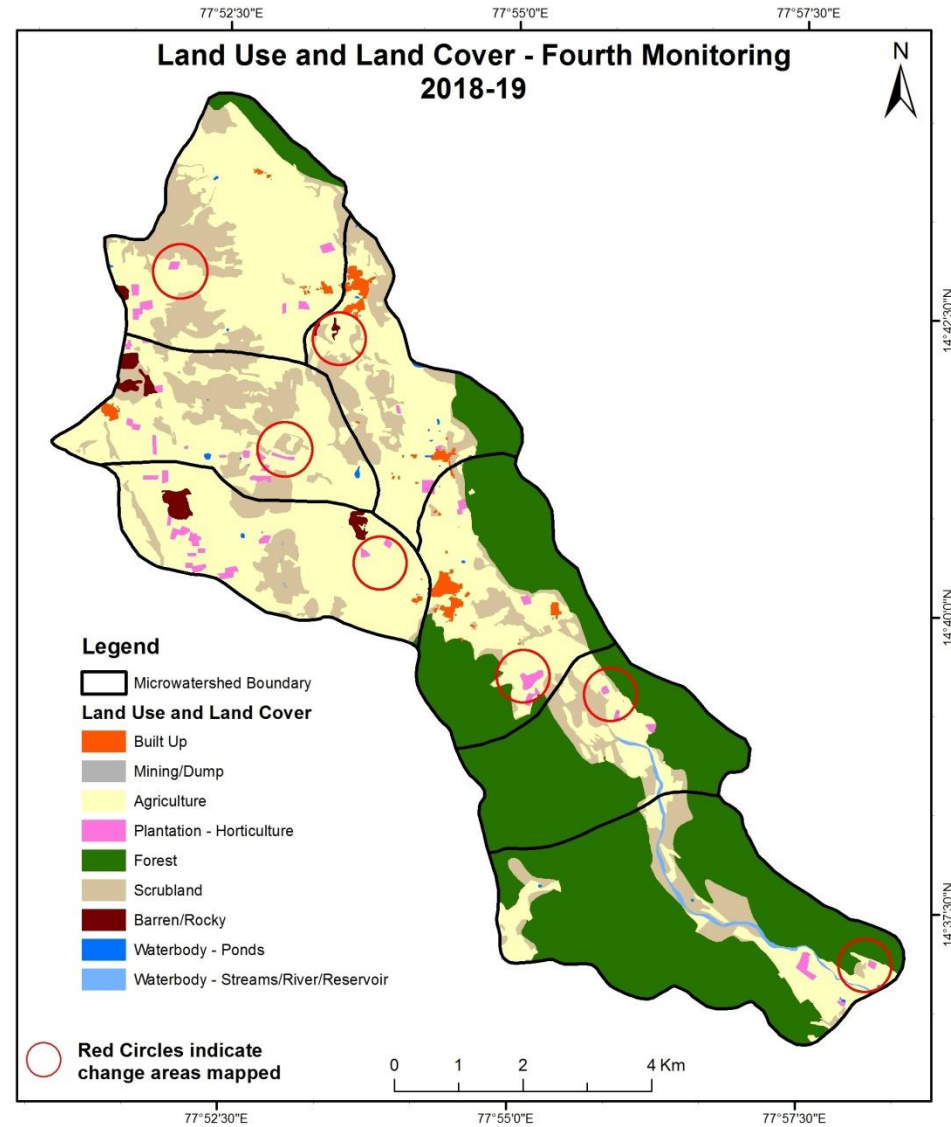 77°52'30"E
77°55'0"E
77°57'30"E
Land Use and Land Cover - Fourth Monitoring
2018-19
N
14°42'30"N
14°40'0"N
14°37'30"N
Legend
Microwatershed Boundary
Land Use and Land Cover
Built Up
Mining/Dump
Agriculture
Plantation - Horticulture
Forest
Scrubland
Barren/Rocky
Waterbody - Ponds
Waterbody - Streams/River/Reservoir
Red Circles indicate
change areas mapped
0 1 2 4 Km
77°52'30"E
77°55'0"E
77°57'30"E